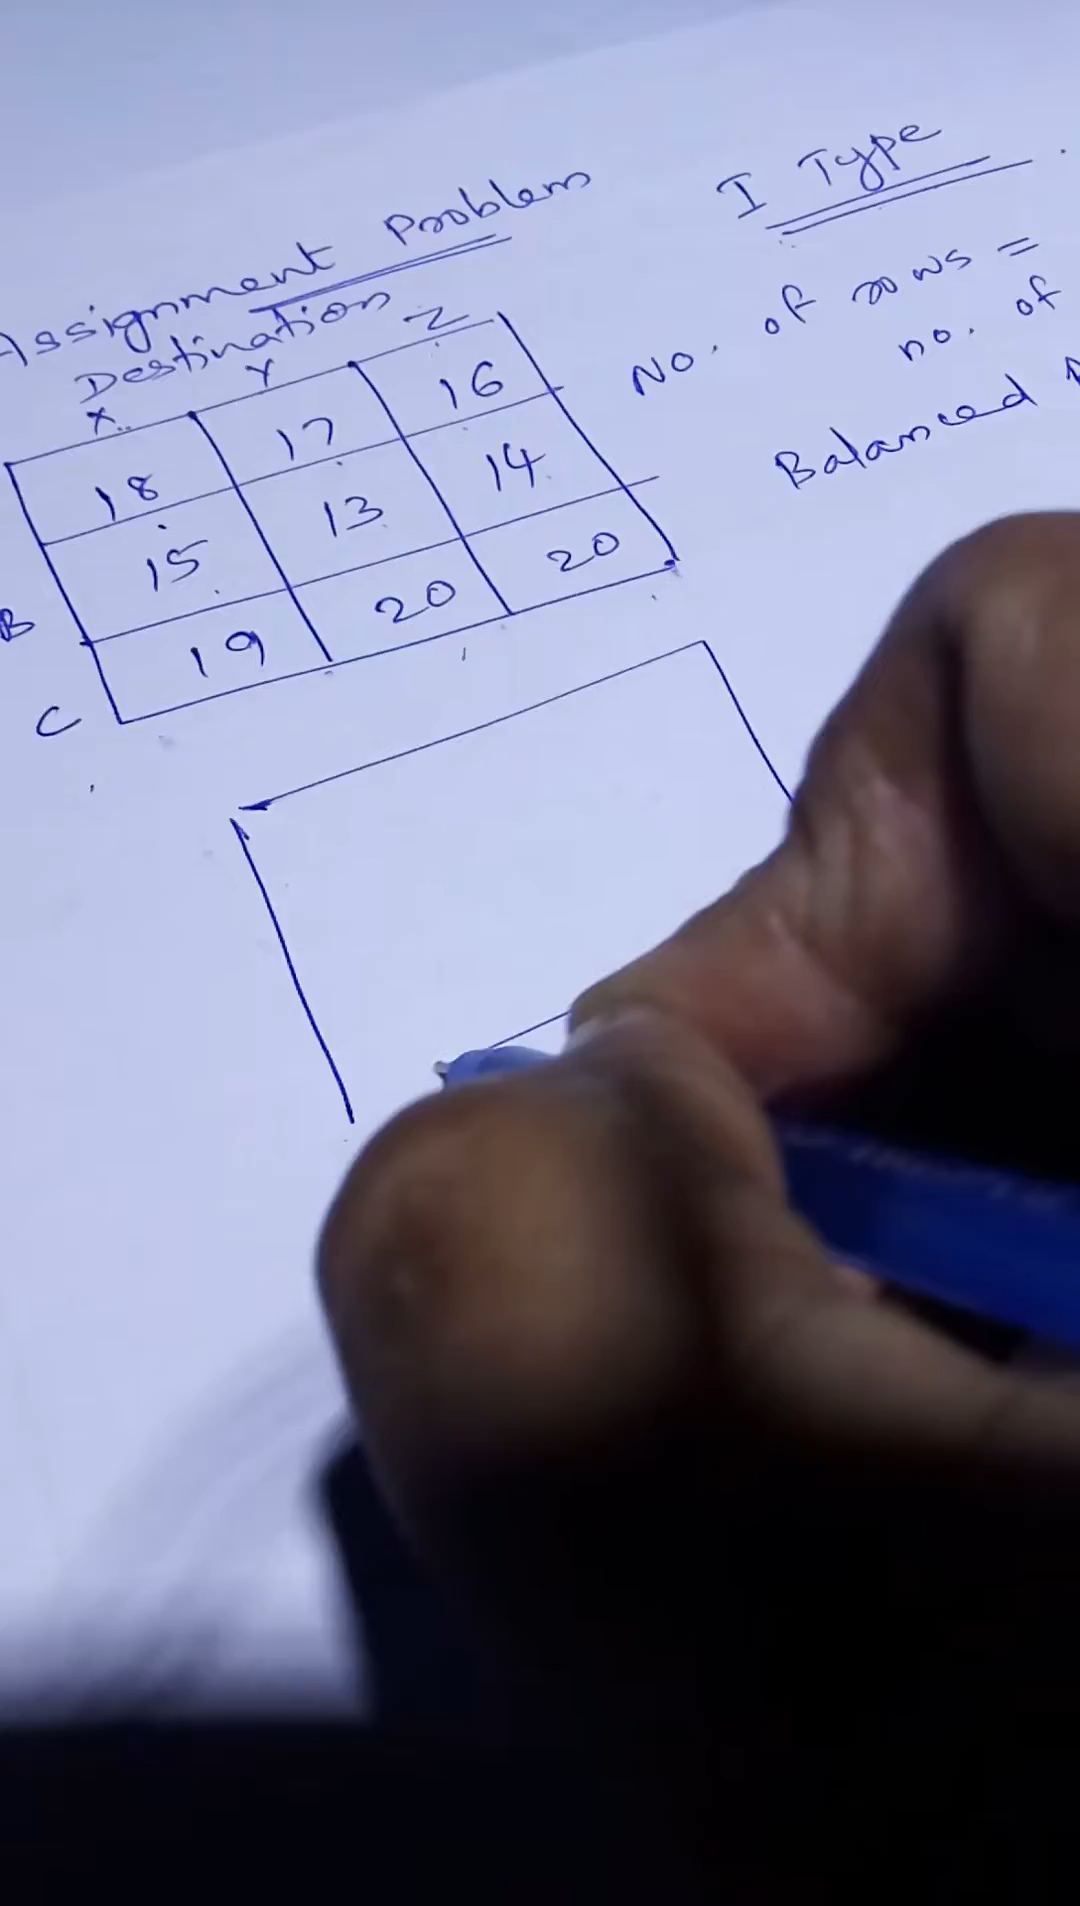 Assignment Problem
I Type
Destination
X Y Z
18 17 16
15 13 14
B
19 20 20
C
No. of rows =
no. of
Balanced